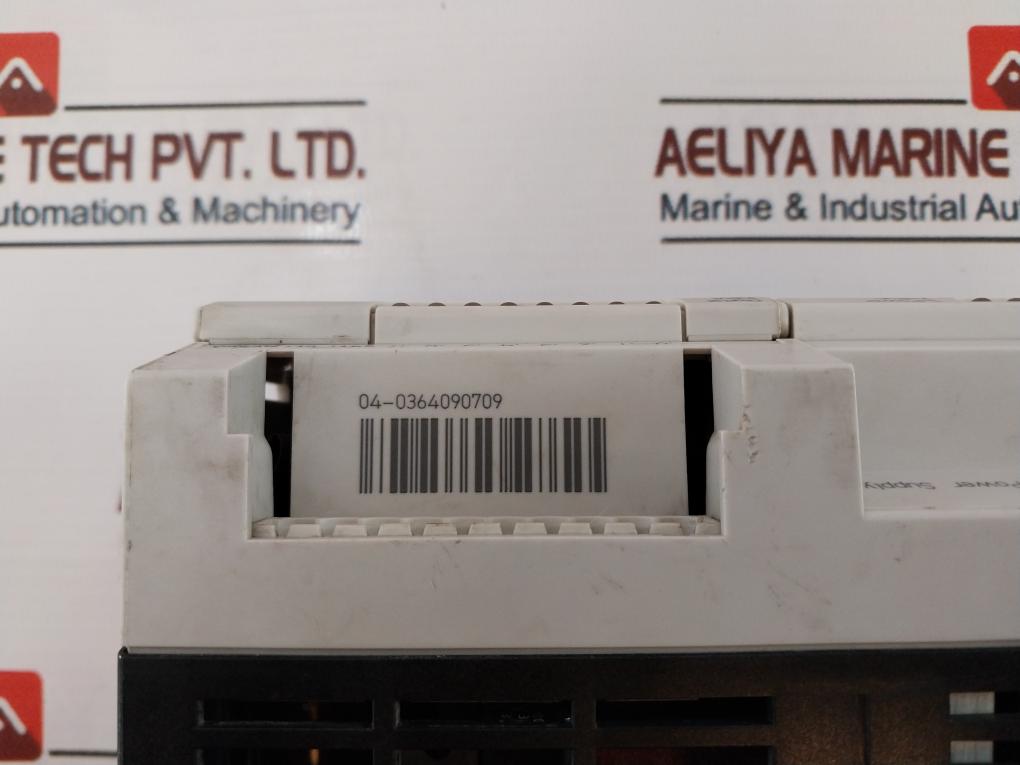 E TECH PVT. LTD.
utomation & Machinery
AELIYA MARINE
Marine & Industrial Au
04-0364090709
Power Supply